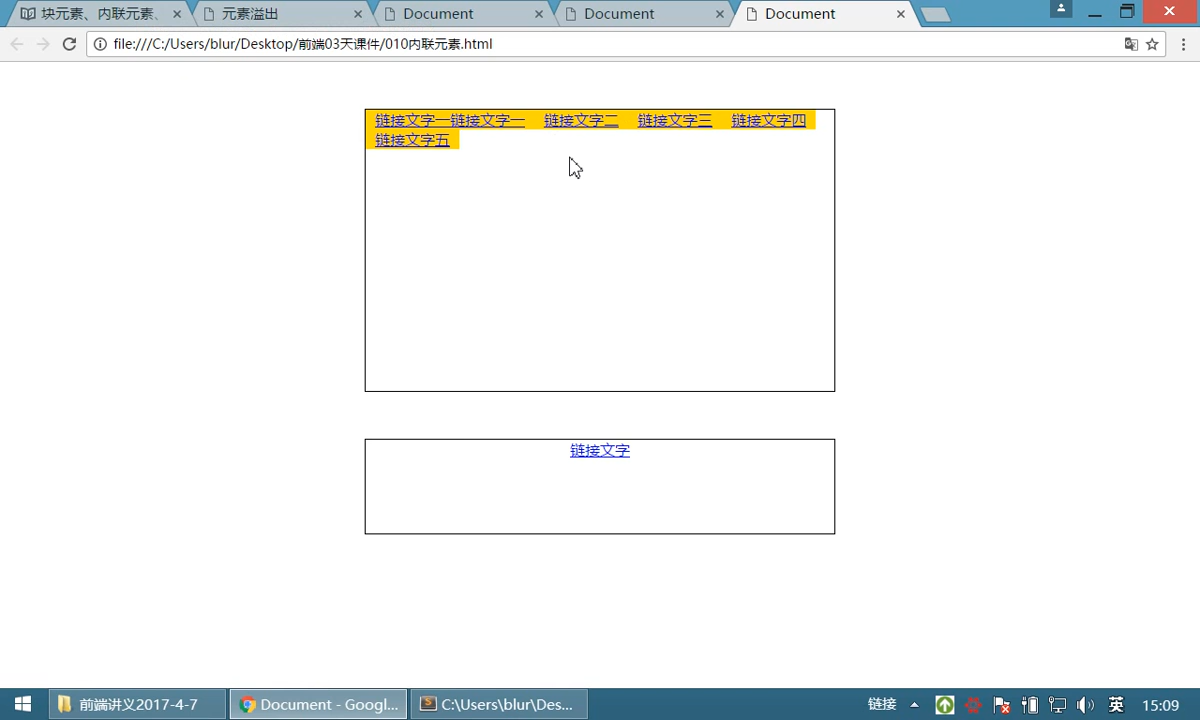 块元素、内联元素、
元素溢出
Document
Document
Document
file:///C:/Users/blur/Desktop/前端03天课件/010内联元素.html
链接文字一链接文字一 链接文字二 链接文字三 链接文字四
链接文字五
链接文字
前端讲义2017-4-7
Document - Googl...
C:\Users\blur\Des...
链接
英
15:09